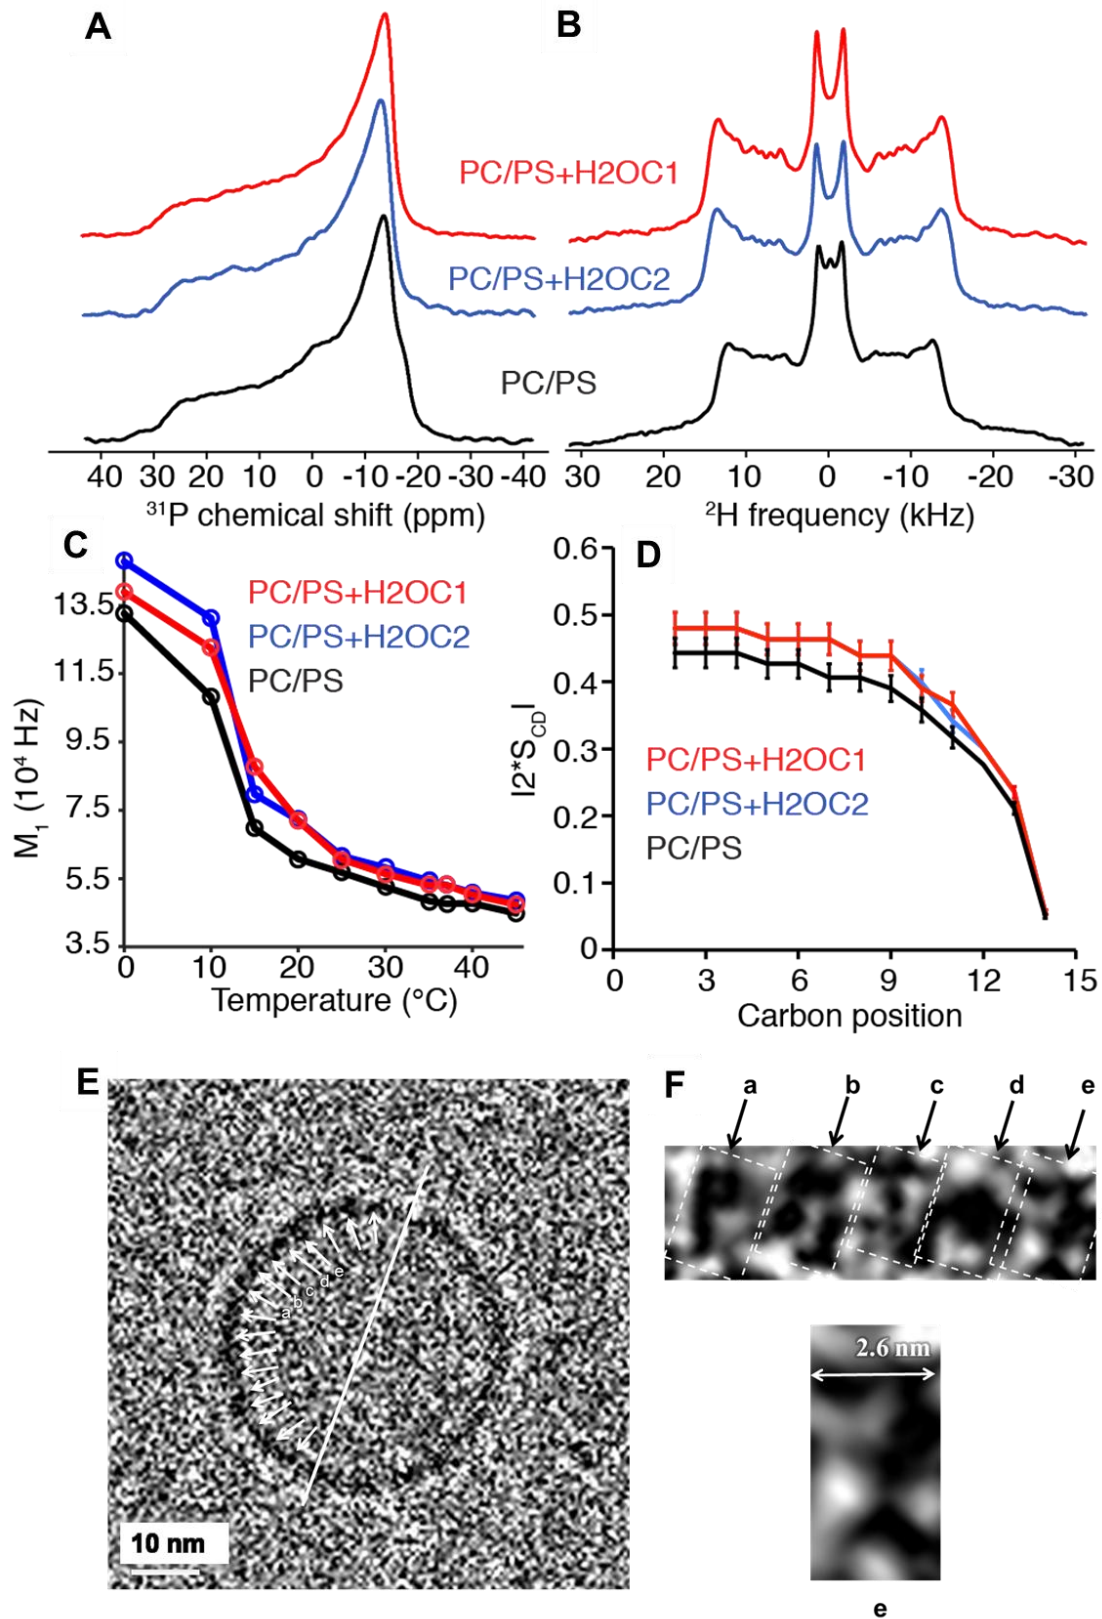 A
B
PC/PS+H2OC1
PC/PS+H2OC2
PC/PS
40 30 20 10 0 -10 -20 -30 -40
30 20 10 0 -10 -20 -30
³¹P chemical shift (ppm)
²H frequency (kHz)
C
PC/PS+H2OC1
PC/PS+H2OC2
PC/PS
13.5
11.5
9.5
7.5
5.5
3.5
M₁ (10⁴ Hz)
0 10 20 30 40
Temperature (°C)
D
0.6
0.5
0.4
0.3
0.2
0.1
0
|2*S_CD|
PC/PS+H2OC1
PC/PS+H2OC2
PC/PS
0 3 6 9 12 15
Carbon position
E
a
b
c
d
e
10 nm
F
a b c d e
2.6 nm
e